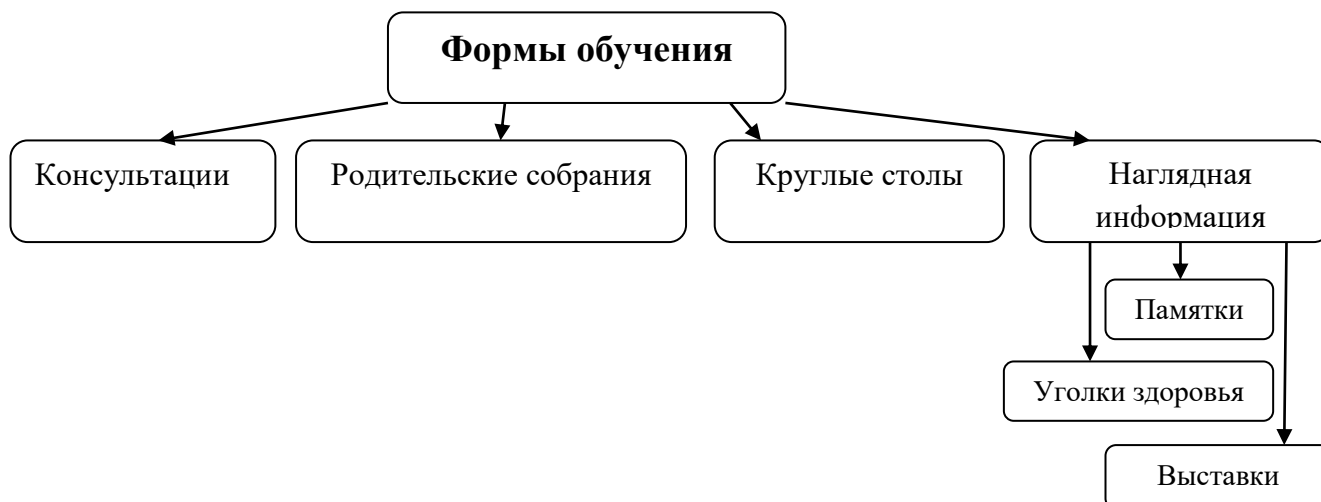 Формы обучения
Консультации
Родительские собрания
Круглые столы
Наглядная
информация
Памятки
Уголки здоровья
Выставки